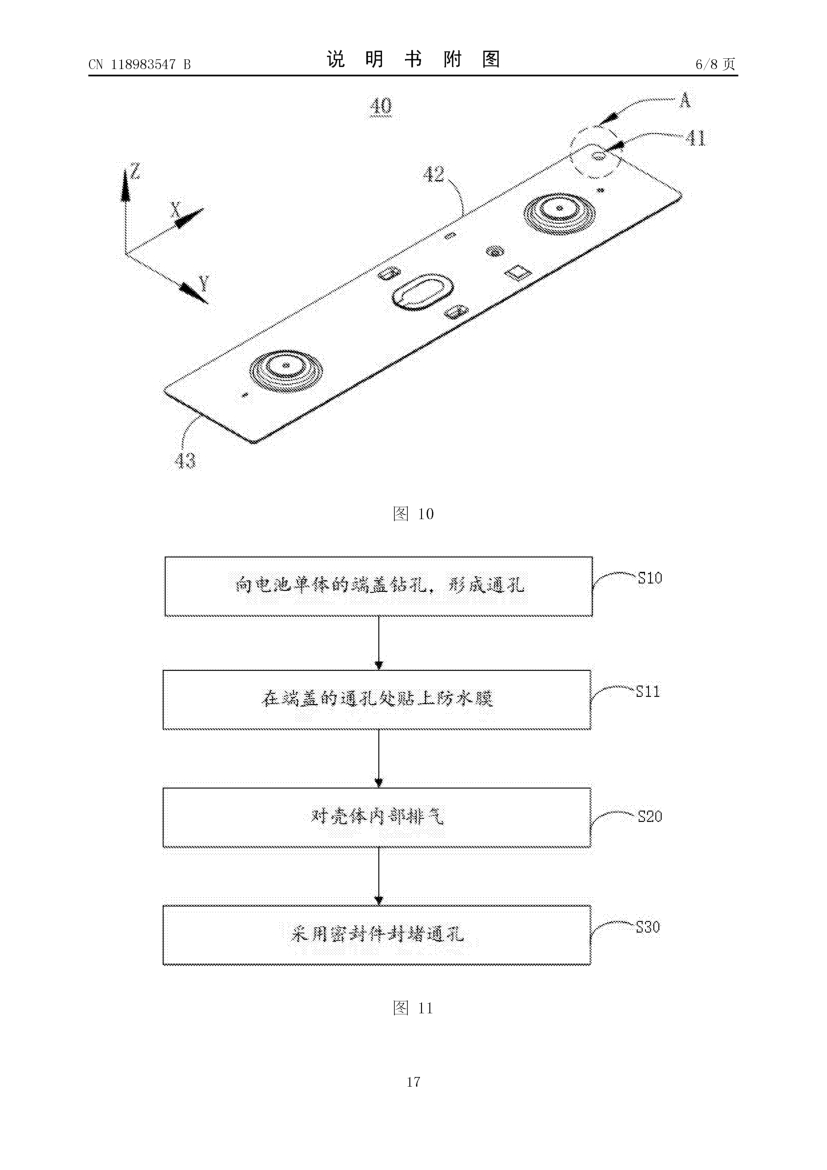 CN 118983547 B
说 明 书 附 图
6/8 页
40
A
41
42
Z
X
Y
43
图 10
向电池单体的端盖钻孔，形成通孔
S10
在端盖的通孔处贴上防水膜
S11
对壳体内部排气
S20
采用密封件封堵通孔
S30
图 11
17